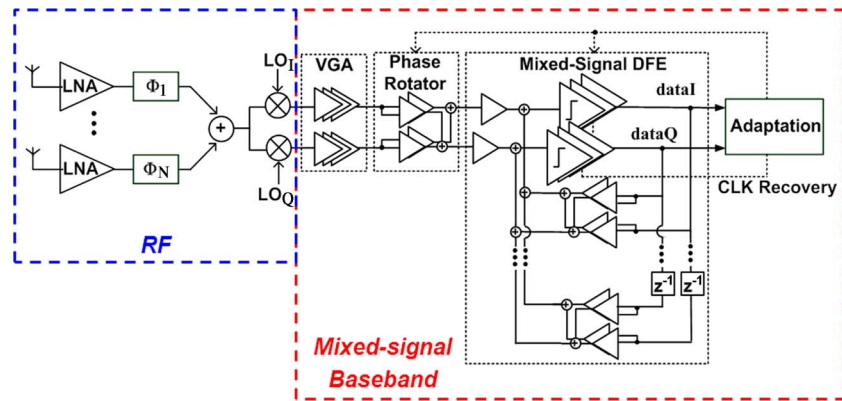 LNA
Φ1
LNA
ΦN
+
LOI
LOQ
RF
VGA
Phase
Rotator
Mixed-Signal DFE
dataI
dataQ
Adaptation
CLK Recovery
z-1
z-1
Mixed-signal
Baseband